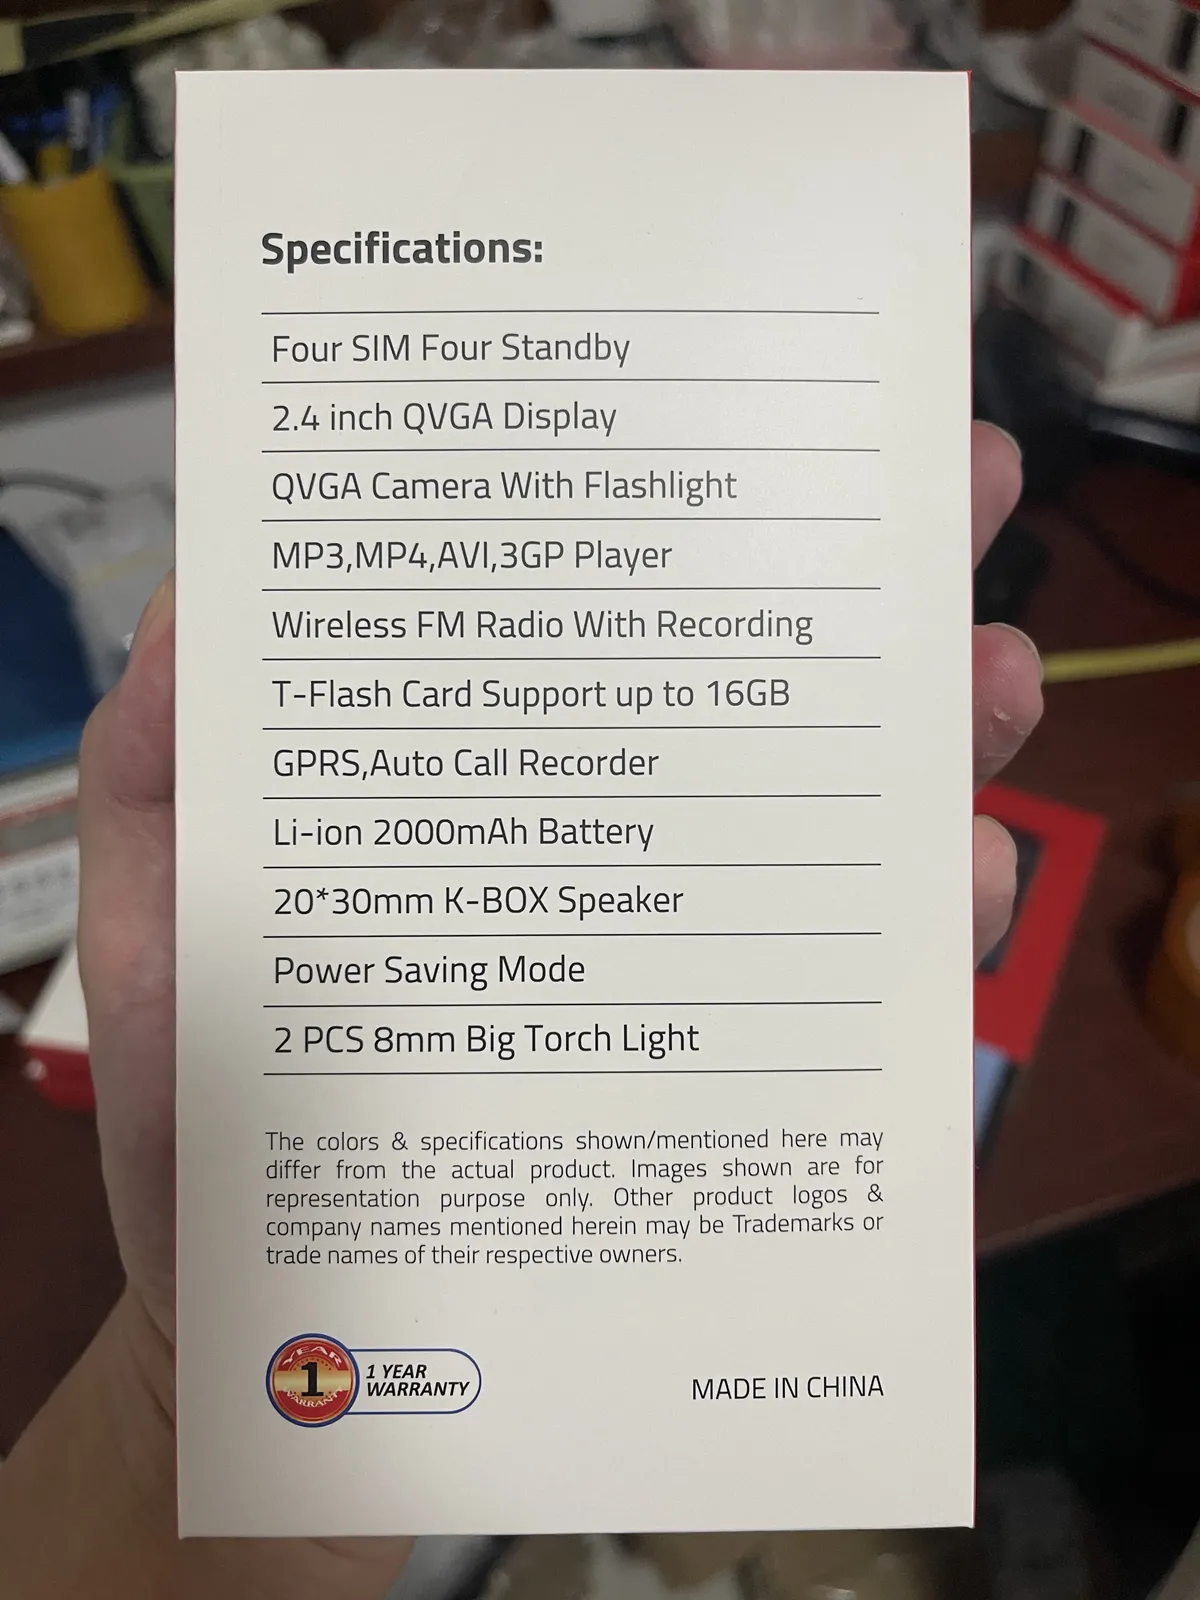 Specifications:
Four SIM Four Standby
2.4 inch QVGA Display
QVGA Camera With Flashlight
MP3,MP4,AVI,3GP Player
Wireless FM Radio With Recording
T-Flash Card Support up to 16GB
GPRS,Auto Call Recorder
Li-ion 2000mAh Battery
20*30mm K-BOX Speaker
Power Saving Mode
2 PCS 8mm Big Torch Light
The colors & specifications shown/mentioned here may
differ from the actual product. Images shown are for
representation purpose only. Other product logos &
company names mentioned herein may be Trademarks or
trade names of their respective owners.
YEAR
1
WARRANTY
1 YEAR
WARRANTY
MADE IN CHINA